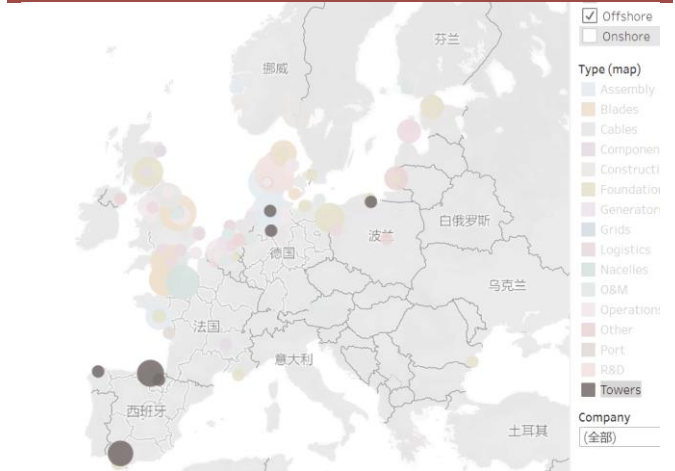 Offshore
Onshore
Type (map)
Assembly
Blades
Cables
Componen
Constructi
Foundation
Generators
Grids
Logistics
Nacelles
O&M
Operations
Other
Port
R&D
Towers
Company
(全部)
芬兰
挪威
白俄罗斯
波兰
德国
乌克兰
法国
意大利
西班牙
土耳其